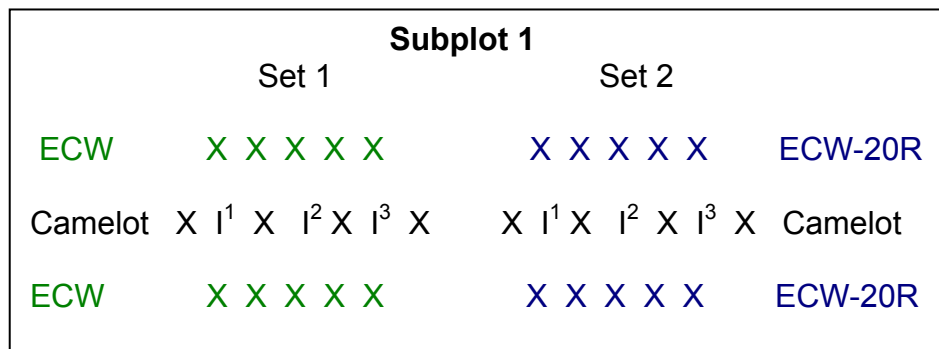 Subplot 1
Set 1 Set 2
ECW X X X X X X X X X X ECW-20R
Camelot X I¹ X I² X I³ X X I¹ X I² X I³ X Camelot
ECW X X X X X X X X X X ECW-20R